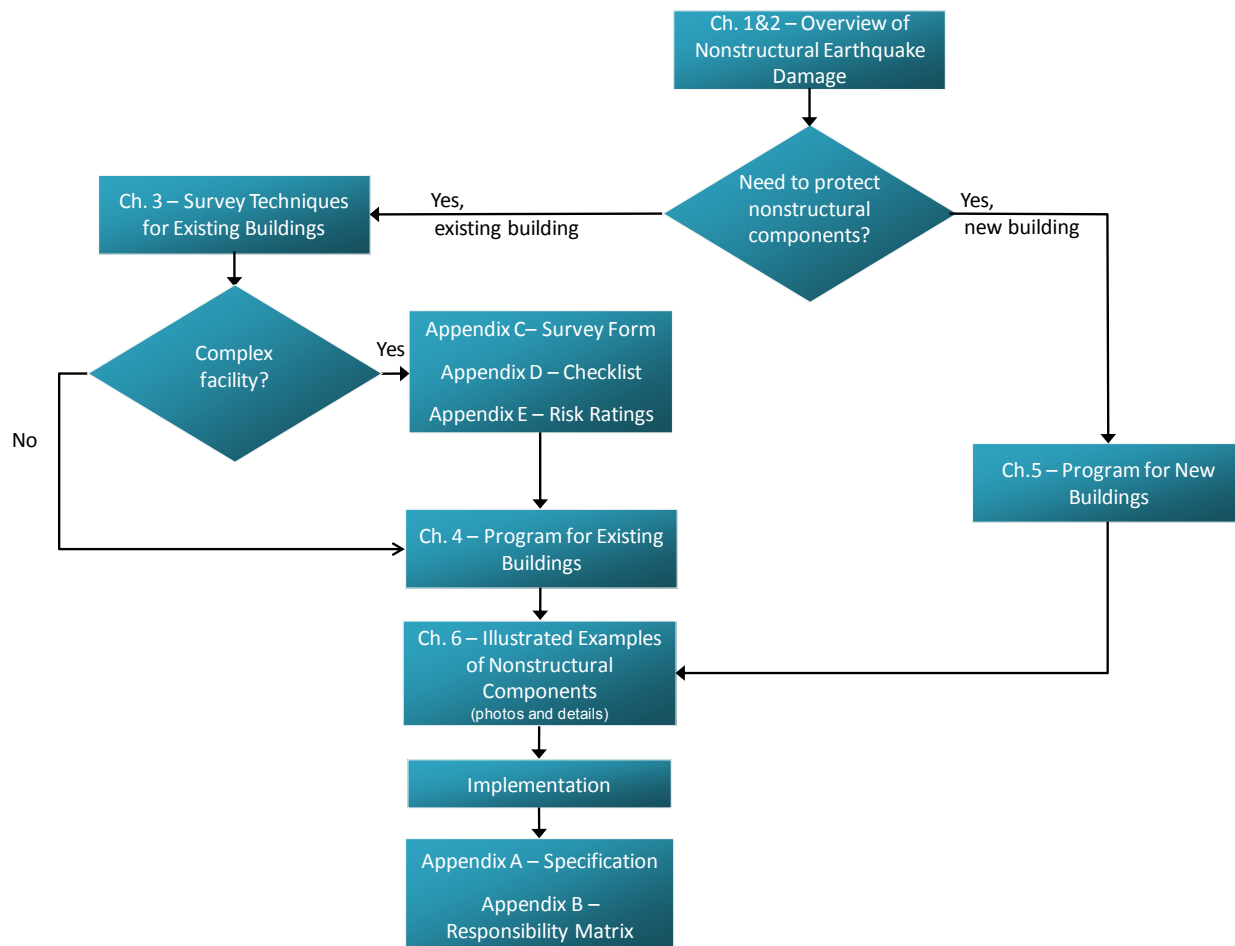 Ch. 1&2 – Overview of
Nonstructural Earthquake
Damage
Need to protect
nonstructural
components?
Yes,
existing building
Yes,
new building
Ch. 3 – Survey Techniques
for Existing Buildings
Complex
facility?
Yes
No
Appendix C– Survey Form
Appendix D – Checklist
Appendix E – Risk Ratings
Ch.5 – Program for New
Buildings
Ch. 4 – Program for Existing
Buildings
Ch. 6 – Illustrated Examples
of Nonstructural
Components
(photos and details)
Implementation
Appendix A – Specification
Appendix B –
Responsibility Matrix